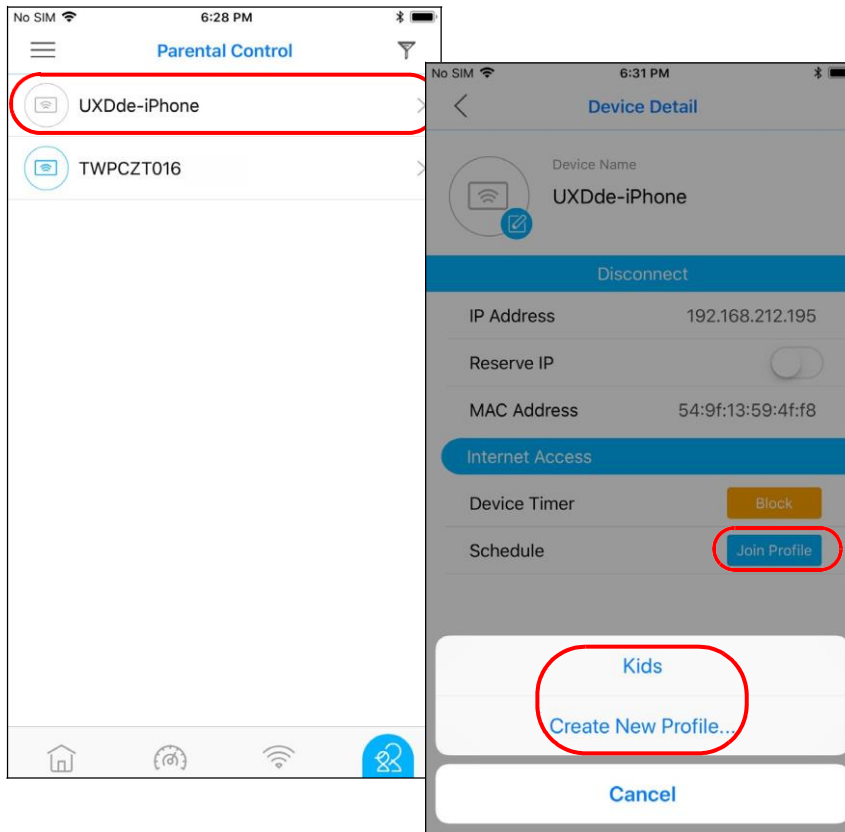 No SIM 6:28 PM
Parental Control
UXDde-iPhone
TWPCZT016
No SIM 6:31 PM
Device Detail
Device Name
UXDde-iPhone
Disconnect
IP Address 192.168.212.195
Reserve IP
MAC Address 54:9f:13:59:4f:f8
Internet Access
Device Timer Block
Schedule Join Profile
Kids
Create New Profile...
Cancel